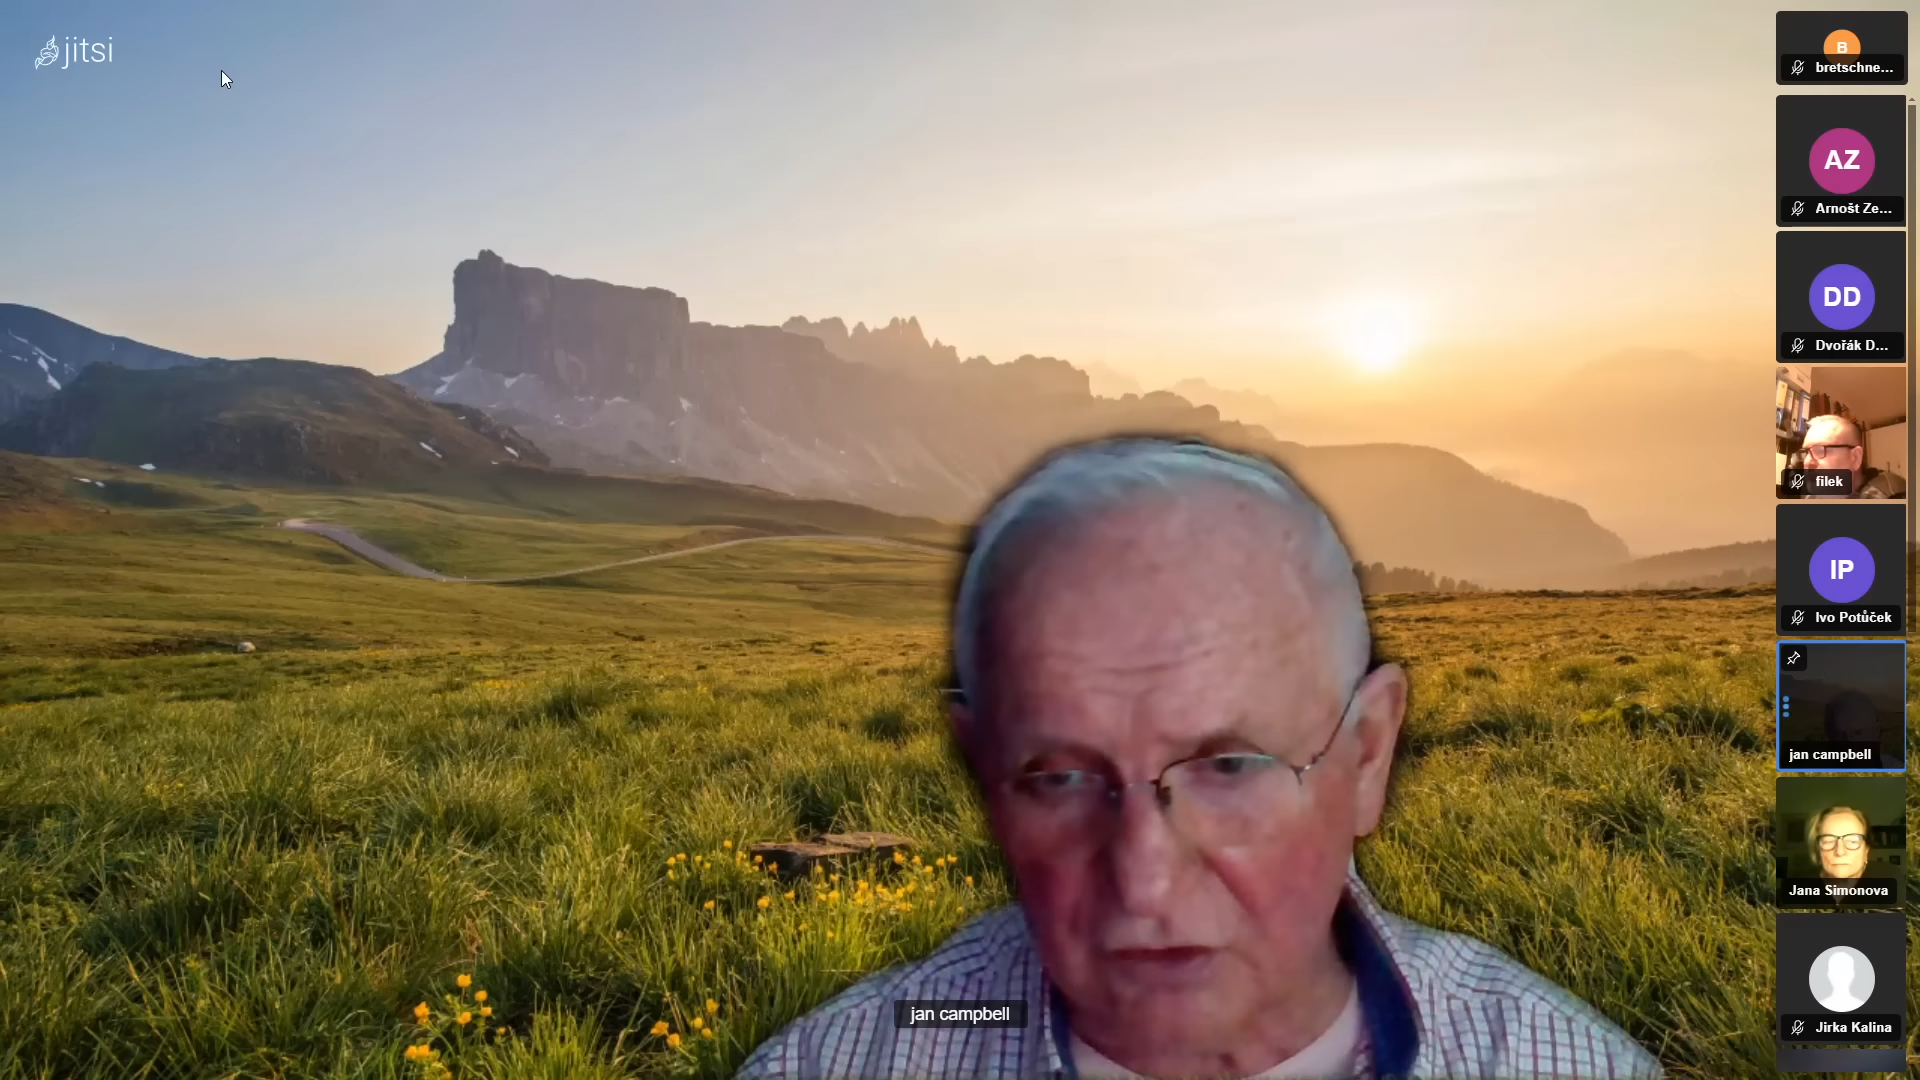 jitsi
B
bretschne...
AZ
Arnošt Ze...
DD
Dvořák D...
filek
IP
Ivo Potůček
jan campbell
Jana Simonova
Jirka Kalina
jan campbell